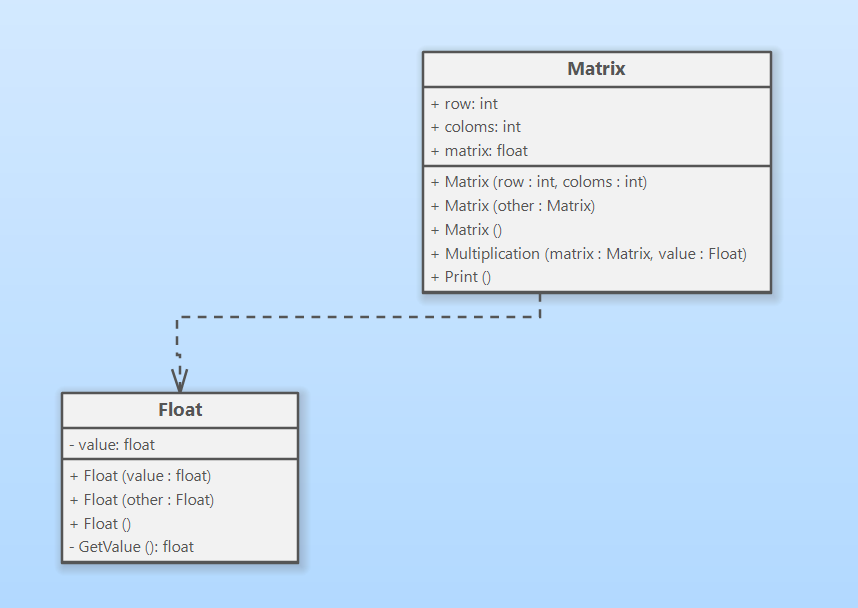 Matrix
+ row: int
+ coloms: int
+ matrix: float
+ Matrix (row : int, coloms : int)
+ Matrix (other : Matrix)
+ Matrix ()
+ Multiplication (matrix : Matrix, value : Float)
+ Print ()
Float
- value: float
+ Float (value : float)
+ Float (other : Float)
+ Float ()
- GetValue (): float